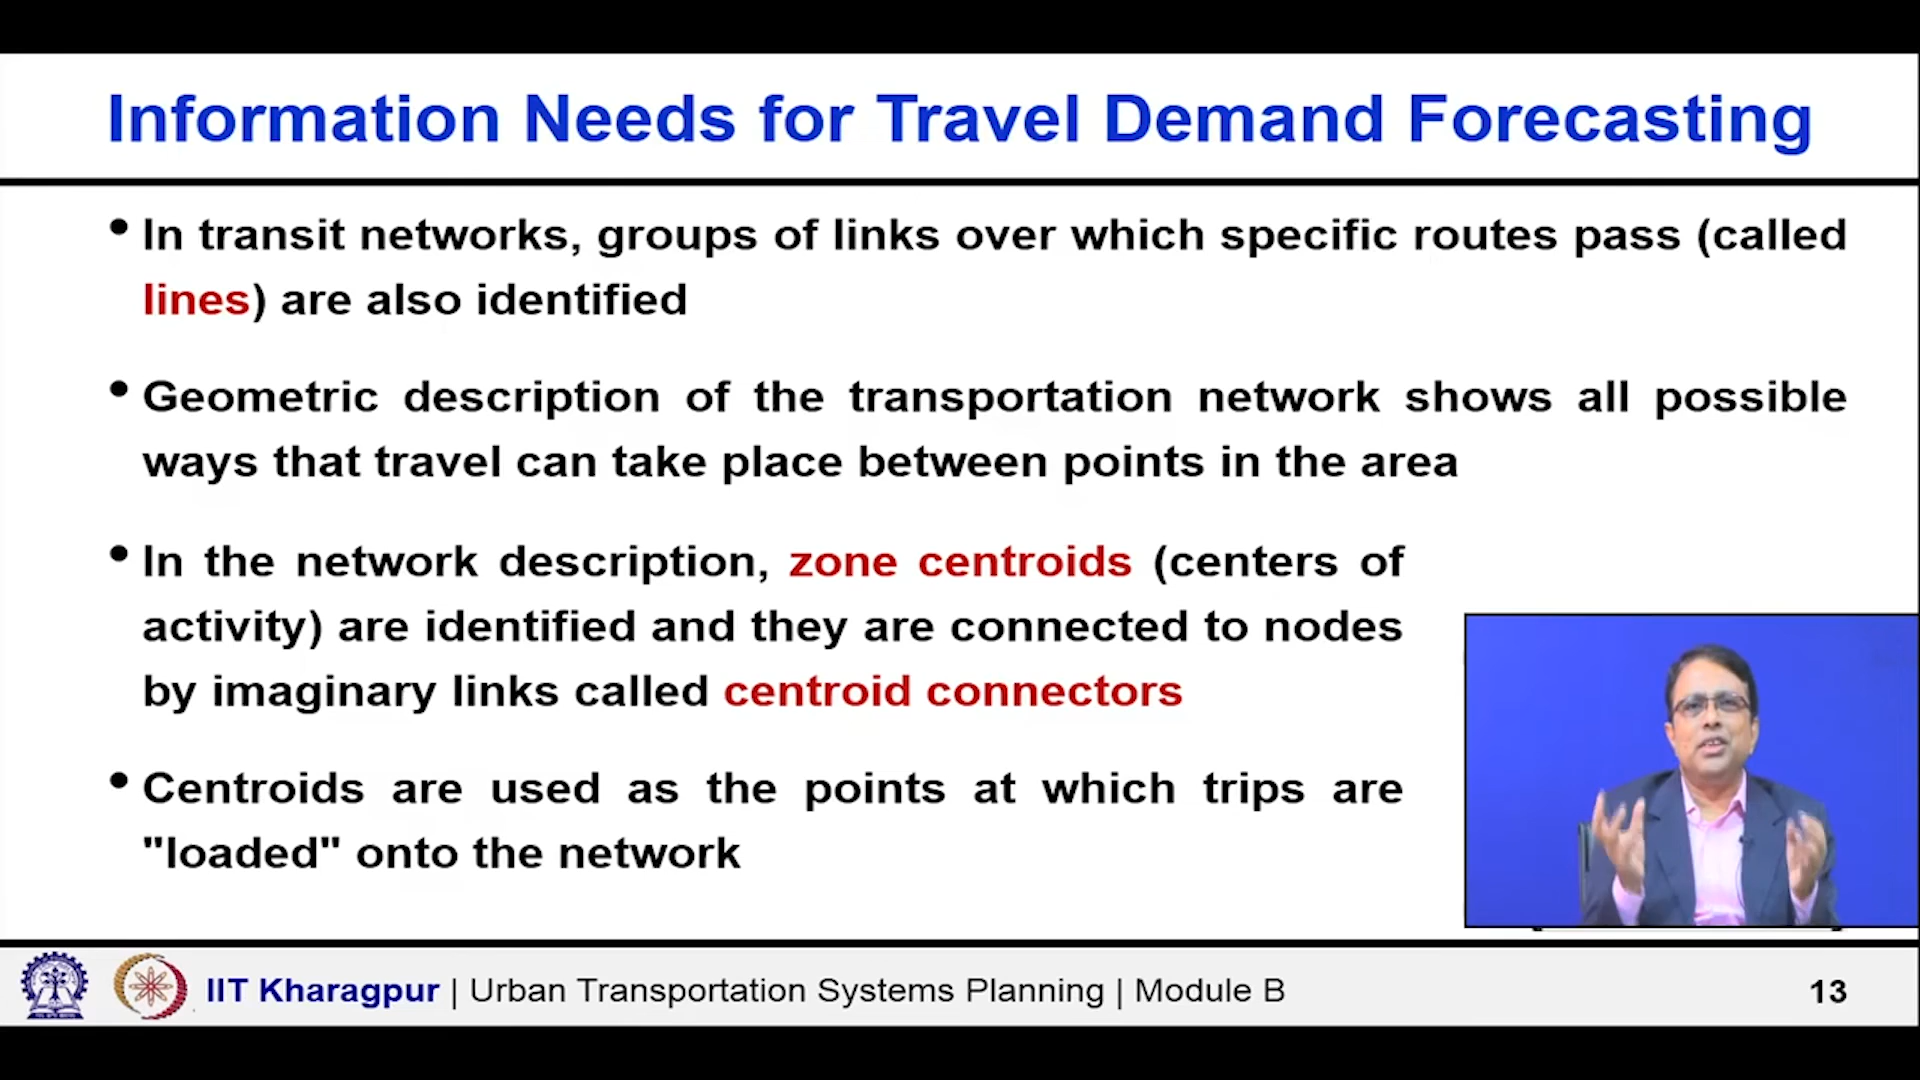 Information Needs for Travel Demand Forecasting
• In transit networks, groups of links over which specific routes pass (called
lines) are also identified
• Geometric description of the transportation network shows all possible
ways that travel can take place between points in the area
• In the network description, zone centroids (centers of
activity) are identified and they are connected to nodes
by imaginary links called centroid connectors
• Centroids are used as the points at which trips are
"loaded" onto the network
IIT Kharagpur | Urban Transportation Systems Planning | Module B
13